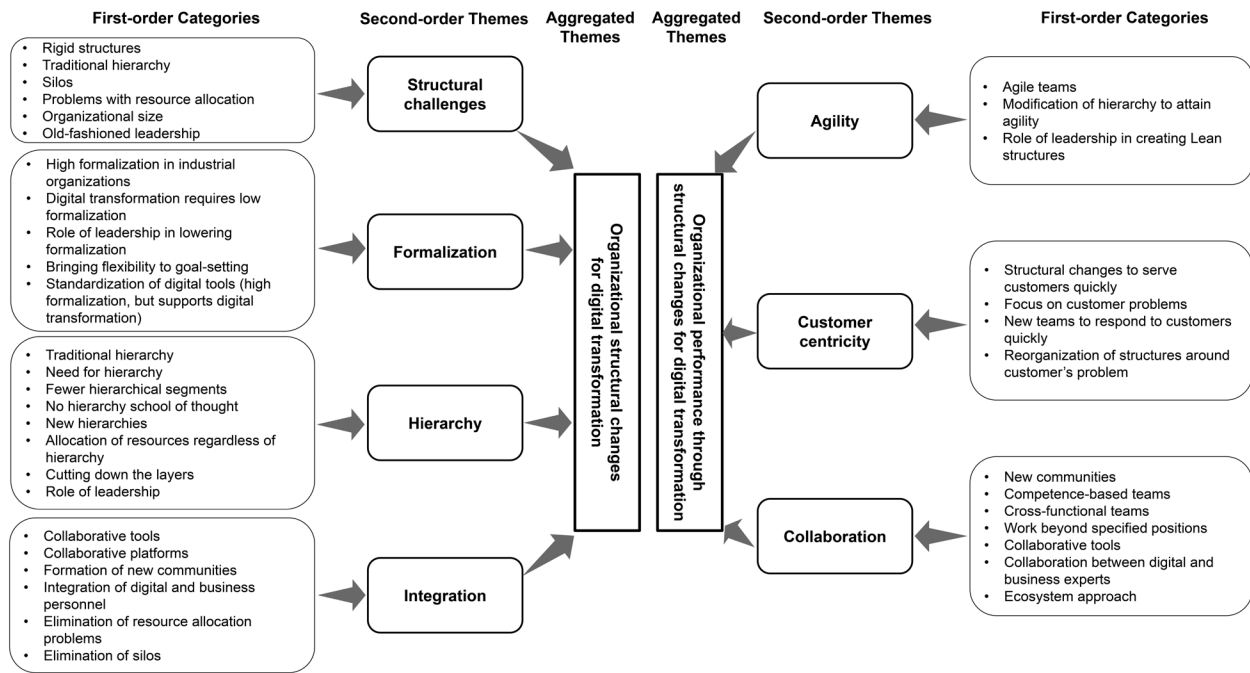 First-order Categories
Second-order Themes
Aggregated
Themes
Aggregated
Themes
Second-order Themes
First-order Categories
• Rigid structures
• Traditional hierarchy
• Silos
• Problems with resource allocation
• Organizational size
• Old-fashioned leadership
Structural
challenges
• High formalization in industrial
organizations
• Digital transformation requires low
formalization
• Role of leadership in lowering
formalization
• Bringing flexibility to goal-setting
• Standardization of digital tools (high
formalization, but supports digital
transformation)
Formalization
• Traditional hierarchy
• Need for hierarchy
• Fewer hierarchical segments
• No hierarchy school of thought
• New hierarchies
• Allocation of resources regardless of
hierarchy
• Cutting down the layers
• Role of leadership
Hierarchy
• Collaborative tools
• Collaborative platforms
• Formation of new communities
• Integration of digital and business
personnel
• Elimination of resource allocation
problems
• Elimination of silos
Integration
Organizational structural changes
for digital transformation
Organizational performance through
structural changes for digital transformation
Agility
• Agile teams
• Modification of hierarchy to attain
agility
• Role of leadership in creating Lean
structures
Customer
centricity
• Structural changes to serve
customers quickly
• Focus on customer problems
• New teams to respond to customers
quickly
• Reorganization of structures around
customer's problem
Collaboration
• New communities
• Competence-based teams
• Cross-functional teams
• Work beyond specified positions
• Collaborative tools
• Collaboration between digital and
business experts
• Ecosystem approach